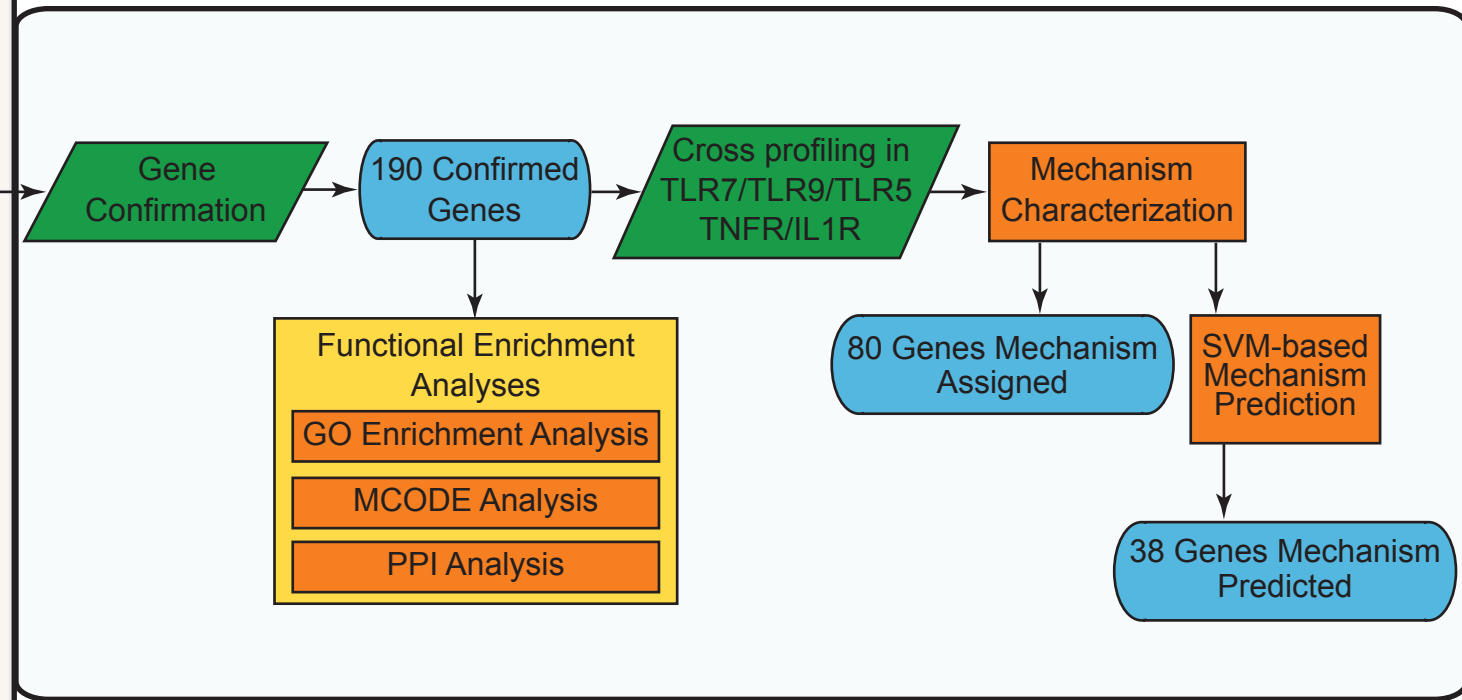 Gene
Confirmation
190 Confirmed
Genes
Cross profiling in
TLR7/TLR9/TLR5
TNFR/IL1R
Mechanism
Characterization
Functional Enrichment
Analyses
GO Enrichment Analysis
MCODE Analysis
PPI Analysis
80 Genes Mechanism
Assigned
SVM-based
Mechanism
Prediction
38 Genes Mechanism
Predicted